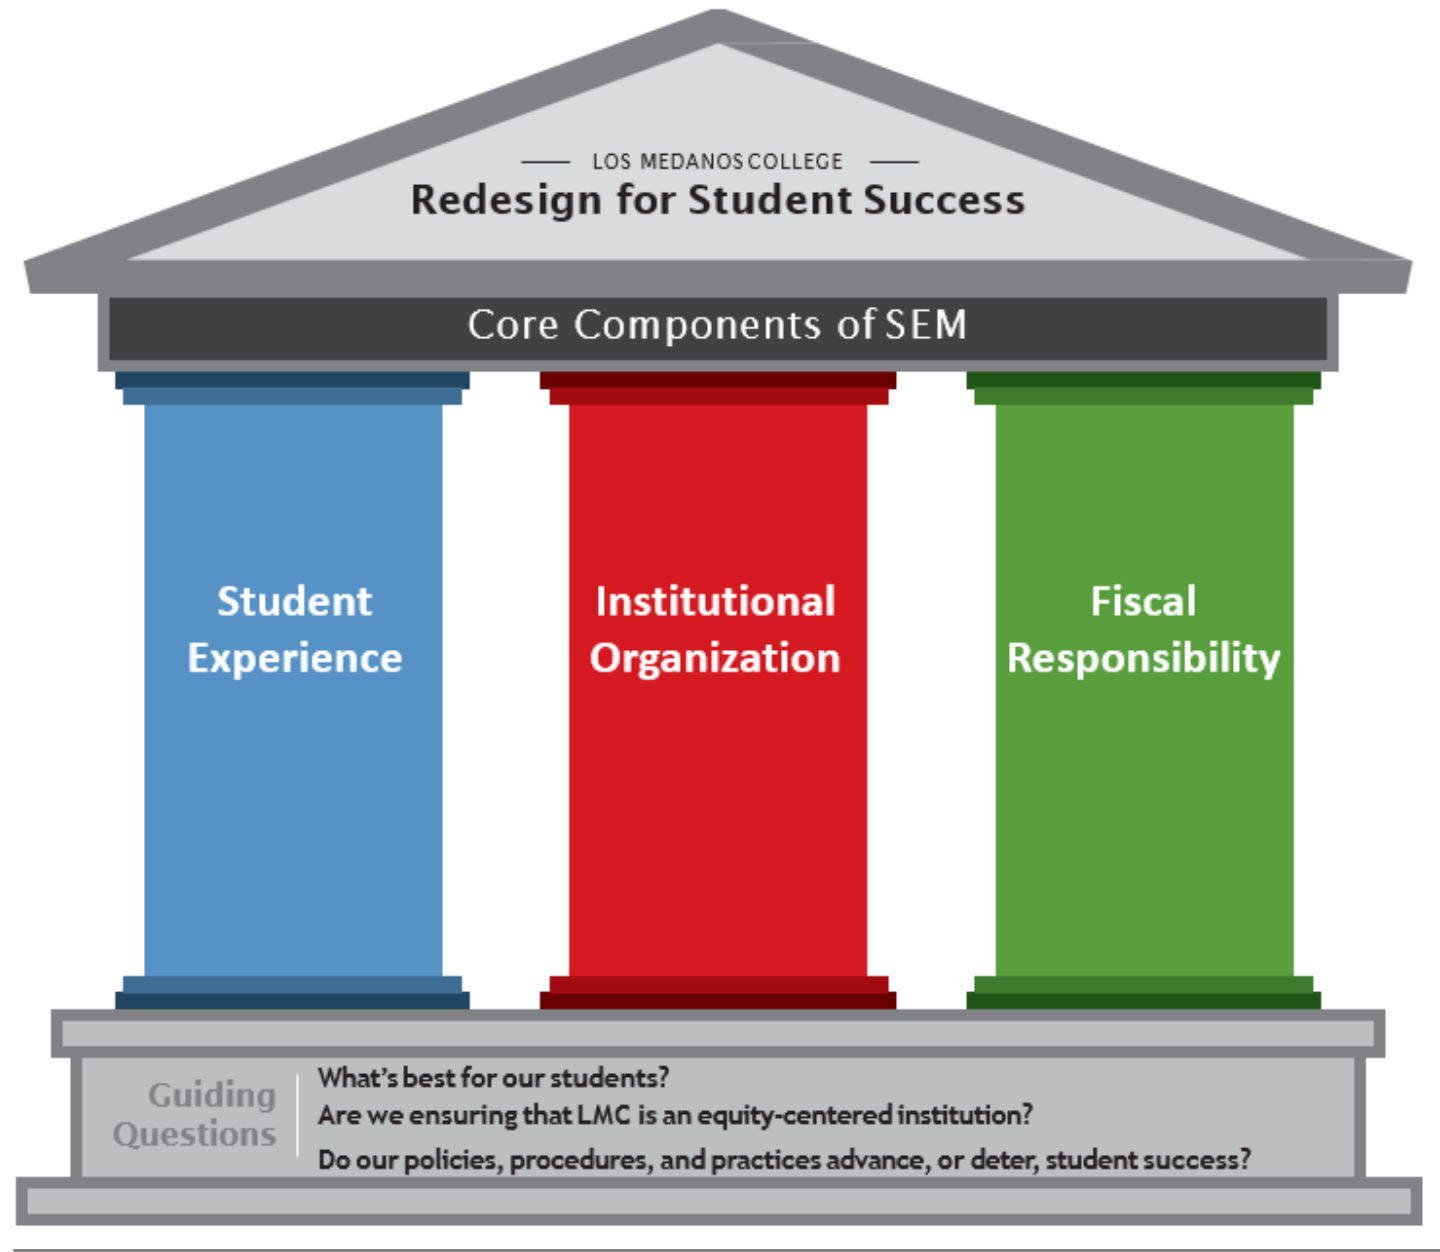 LOS MEDANOS COLLEGE
Redesign for Student Success
Core Components of SEM
Student
Experience
Institutional
Organization
Fiscal
Responsibility
Guiding
Questions
What's best for our students?
Are we ensuring that LMC is an equity-centered institution?
Do our policies, procedures, and practices advance, or deter, student success?